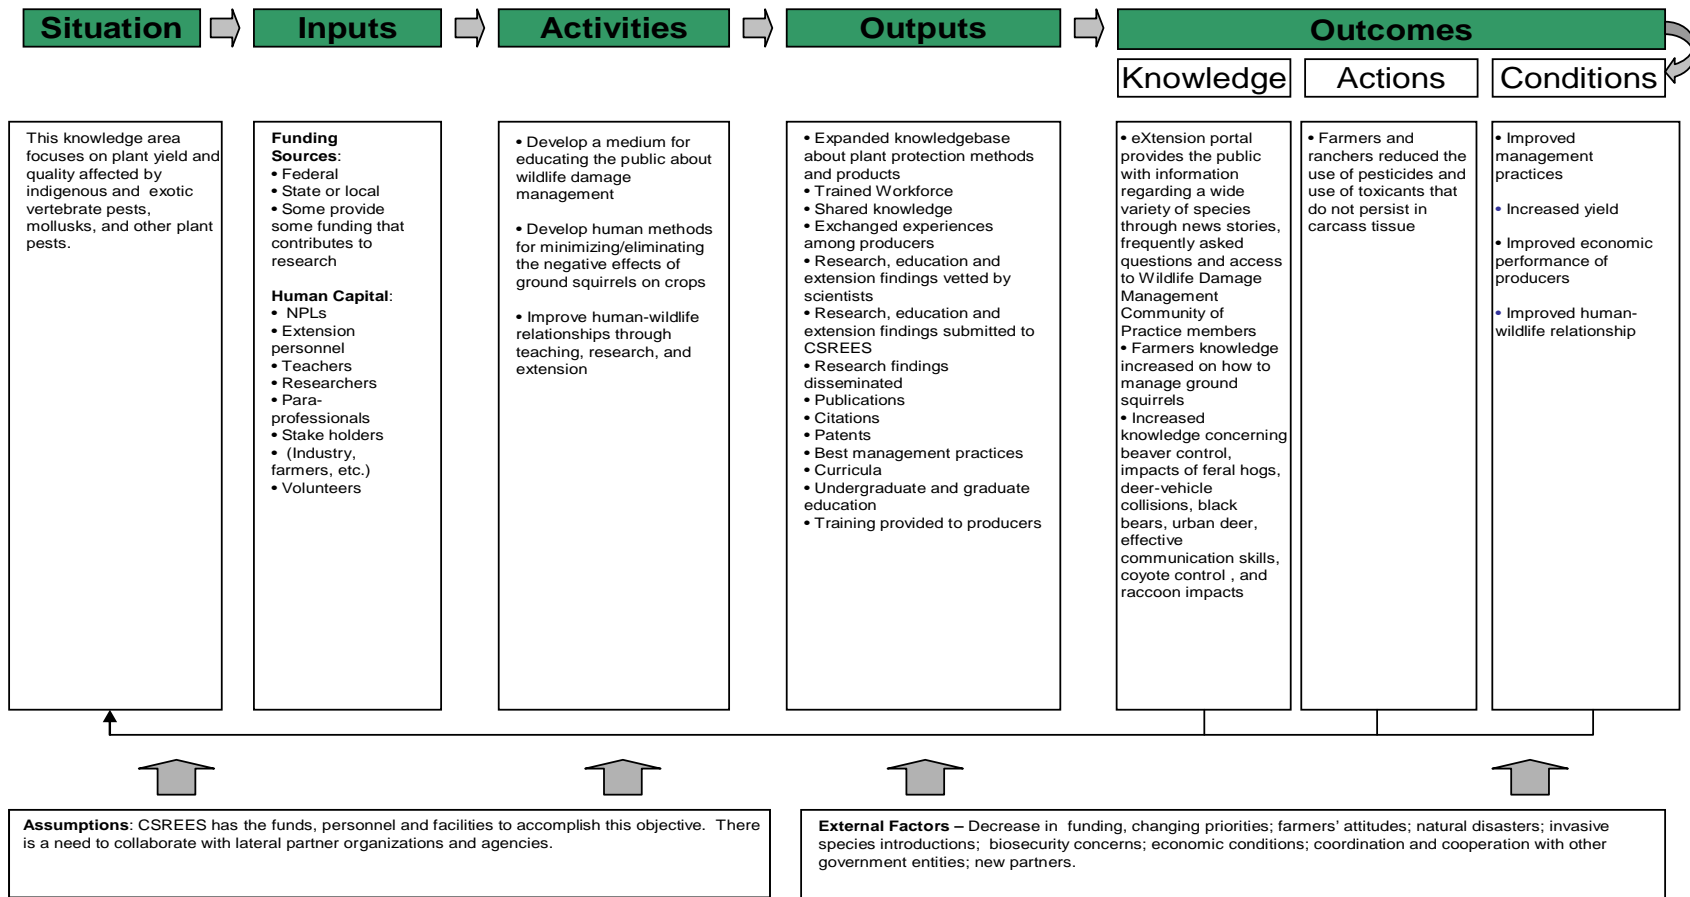 Situation
Inputs
Activities
Outputs
Outcomes
Knowledge
Actions
Conditions
This knowledge area
focuses on plant yield and
quality affected by
indigenous and  exotic
vertebrate pests,
mollusks, and other plant
pests.
Funding
Sources:
• Federal
• State or local
• Some provide
some funding that
contributes to
research
Human Capital:
•  NPLs
• Extension
personnel
• Teachers
• Researchers
• Para-
professionals
• Stake holders
•  (Industry,
farmers, etc.)
• Volunteers
• Develop a medium for
educating the public about
wildlife damage
management
• Develop human methods
for minimizing/eliminating
the negative effects of
ground squirrels on crops
• Improve human-wildlife
relationships through
teaching, research, and
extension
• Expanded knowledgebase
about plant protection methods
and products
• Trained Workforce
• Shared knowledge
• Exchanged experiences
among producers
• Research, education and
extension findings vetted by
scientists
• Research, education and
extension findings submitted to
CSREES
• Research findings
disseminated
• Publications
• Citations
• Patents
• Best management practices
• Curricula
• Undergraduate and graduate
education
• Training provided to producers
• eXtension portal
provides the public
with information
regarding a wide
variety of species
through news stories,
frequently asked
questions and access
to Wildlife Damage
Management
Community of
Practice members
• Farmers knowledge
increased on how to
manage ground
squirrels
• Increased
knowledge concerning
beaver control,
impacts of feral hogs,
deer-vehicle
collisions, black
bears, urban deer,
effective
communication skills,
coyote control , and
raccoon impacts
• Farmers and
ranchers reduced the
use of pesticides and
use of toxicants that
do not persist in
carcass tissue
• Improved
management
practices
• Increased yield
• Improved economic
performance of
producers
• Improved human-
wildlife relationship
Assumptions: CSREES has the funds, personnel and facilities to accomplish this objective.  There
is a need to collaborate with lateral partner organizations and agencies.
External Factors – Decrease in  funding, changing priorities; farmers’ attitudes; natural disasters; invasive
species introductions;  biosecurity concerns; economic conditions; coordination and cooperation with other
government entities; new partners.